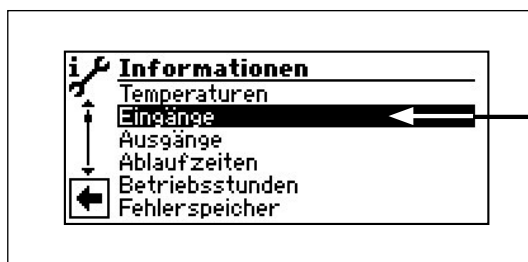 i
Informationen
Temperaturen
Eingänge
Ausgänge
Ablaufzeiten
Betriebsstunden
Fehlerspeicher